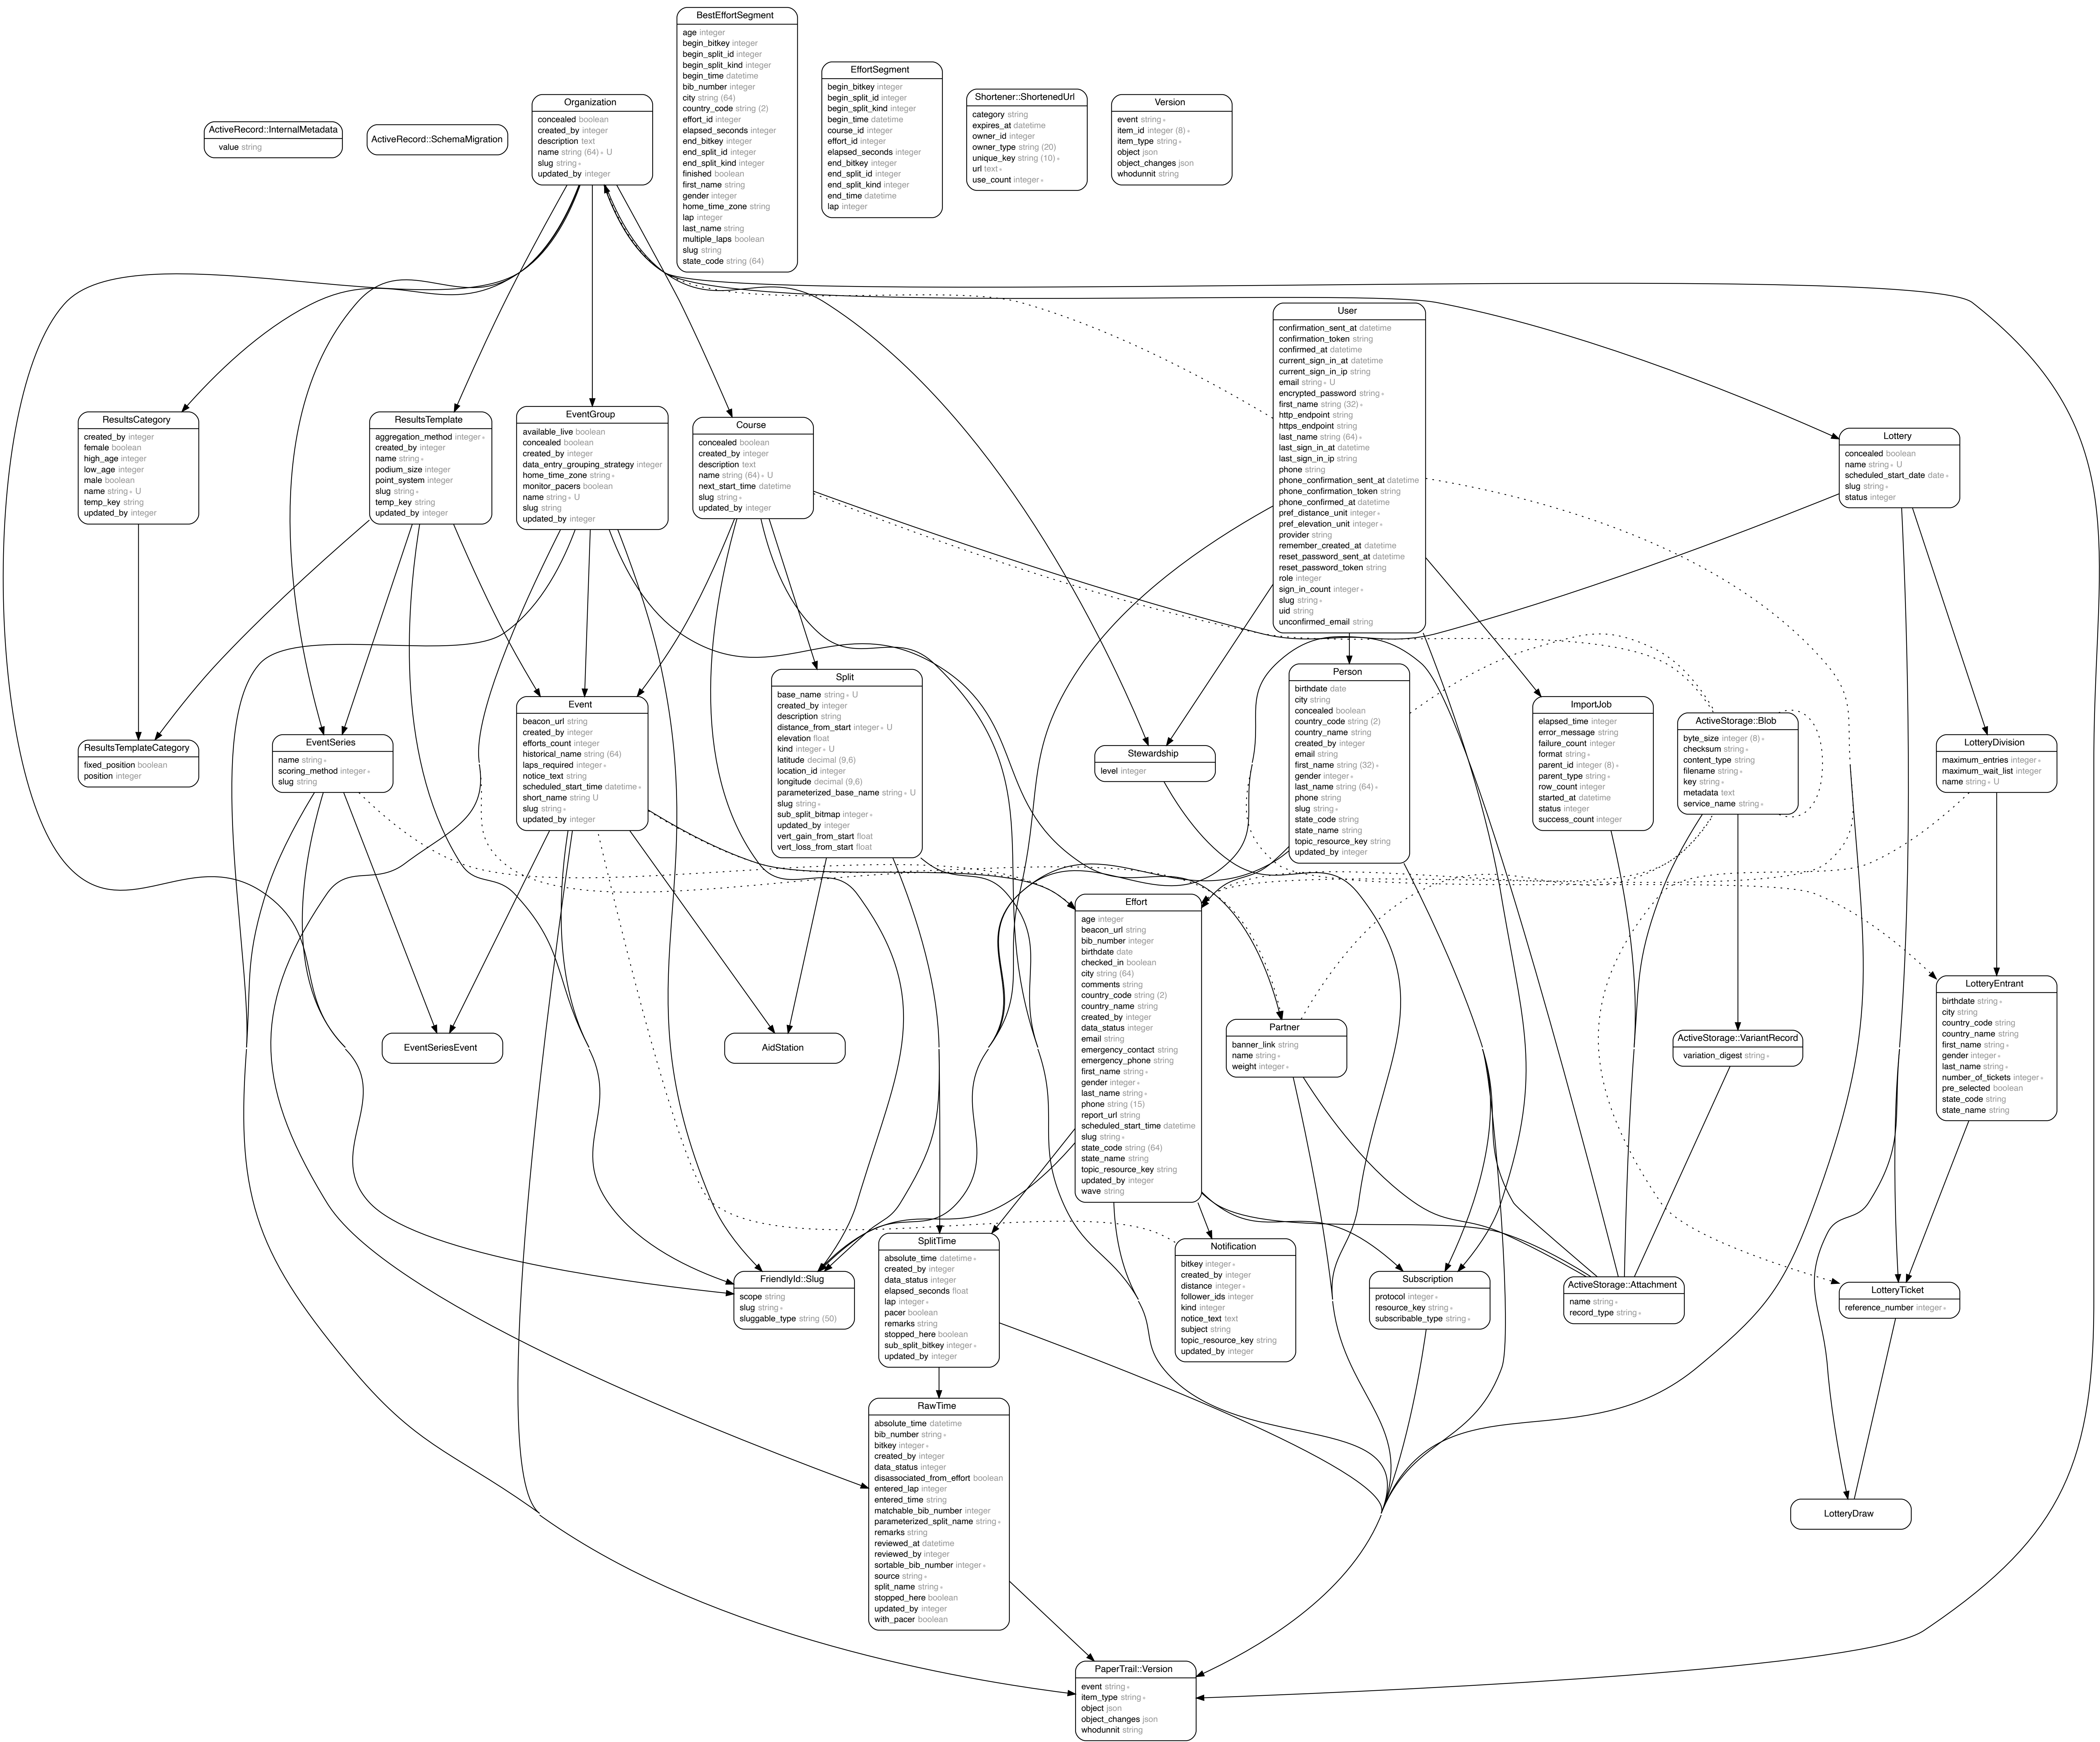 BestEffortSegment
age integer
begin_bitkey integer
begin_split_id integer
begin_split_kind integer
begin_time datetime
bib_number integer
city string (64)
country_code string (2)
effort_id integer
elapsed_seconds integer
end_bitkey integer
end_split_id integer
end_split_kind integer
finished boolean
first_name string
gender integer
home_time_zone string
lap integer
last_name string
multiple_laps boolean
slug string
state_code string (64)
EffortSegment
begin_bitkey integer
begin_split_id integer
begin_split_kind integer
begin_time datetime
course_id integer
effort_id integer
elapsed_seconds integer
end_bitkey integer
end_split_id integer
end_split_kind integer
end_time datetime
lap integer
Shortener::ShortenedUrl
category string
expires_at datetime
owner_id integer
owner_type string (20)
unique_key string (10) ∗
url text ∗
use_count integer ∗
Version
event string ∗
item_id integer (8) ∗
item_type string ∗
object json
object_changes json
whodunnit string
Organization
concealed boolean
created_by integer
description text
name string (64) ∗ U
slug string ∗
updated_by integer
ActiveRecord::InternalMetadata
value string
ActiveRecord::SchemaMigration
User
confirmation_sent_at datetime
confirmation_token string
confirmed_at datetime
current_sign_in_at datetime
current_sign_in_ip string
email string ∗ U
encrypted_password string ∗
first_name string (32) ∗
http_endpoint string
https_endpoint string
last_name string (64) ∗
last_sign_in_at datetime
last_sign_in_ip string
phone string
phone_confirmation_sent_at datetime
phone_confirmation_token string
phone_confirmed_at datetime
pref_distance_unit integer ∗
pref_elevation_unit integer ∗
provider string
remember_created_at datetime
reset_password_sent_at datetime
reset_password_token string
role integer
sign_in_count integer ∗
slug string ∗
uid string
unconfirmed_email string
ResultsCategory
created_by integer
female boolean
high_age integer
low_age integer
male boolean
name string ∗ U
temp_key string
updated_by integer
ResultsTemplate
aggregation_method integer ∗
created_by integer
name string ∗
podium_size integer
point_system integer
slug string ∗
temp_key string
updated_by integer
EventGroup
available_live boolean
concealed boolean
created_by integer
data_entry_grouping_strategy integer
home_time_zone string ∗
monitor_pacers boolean
name string ∗ U
slug string
updated_by integer
Course
concealed boolean
created_by integer
description text
name string (64) ∗ U
next_start_time datetime
slug string ∗
updated_by integer
Lottery
concealed boolean
name string ∗ U
scheduled_start_date date ∗
slug string ∗
status integer
ResultsTemplateCategory
fixed_position boolean
position integer
EventSeries
name string ∗
scoring_method integer ∗
slug string
Event
beacon_url string
created_by integer
efforts_count integer
historical_name string (64)
laps_required integer ∗
notice_text string
scheduled_start_time datetime ∗
short_name string U
slug string ∗
updated_by integer
Split
base_name string ∗ U
created_by integer
description string
distance_from_start integer ∗ U
elevation float
kind integer ∗ U
latitude decimal (9,6)
location_id integer
longitude decimal (9,6)
parameterized_base_name string ∗ U
slug string ∗
sub_split_bitmap integer ∗
updated_by integer
vert_gain_from_start float
vert_loss_from_start float
Stewardship
level integer
Person
birthdate date
city string
concealed boolean
country_code string (2)
country_name string
created_by integer
email string
first_name string (32) ∗
gender integer ∗
last_name string (64) ∗
phone string
slug string ∗
state_code string
state_name string
topic_resource_key string
updated_by integer
ImportJob
elapsed_time integer
error_message string
failure_count integer
format string ∗
parent_id integer (8) ∗
parent_type string ∗
row_count integer
started_at datetime
status integer
success_count integer
ActiveStorage::Blob
byte_size integer (8) ∗
checksum string ∗
content_type string
filename string ∗
key string ∗
metadata text
service_name string ∗
LotteryDivision
maximum_entries integer ∗
maximum_wait_list integer
name string ∗ U
Effort
age integer
beacon_url string
bib_number integer
birthdate date
checked_in boolean
city string (64)
comments string
country_code string (2)
country_name string
created_by integer
data_status integer
email string
emergency_contact string
emergency_phone string
first_name string ∗
gender integer ∗
last_name string ∗
phone string (15)
report_url string
scheduled_start_time datetime
slug string ∗
state_code string (64)
state_name string
topic_resource_key string
updated_by integer
wave string
EventSeriesEvent
AidStation
Partner
banner_link string
name string ∗
weight integer ∗
ActiveStorage::VariantRecord
variation_digest string ∗
LotteryEntrant
birthdate string ∗
city string
country_code string
country_name string
first_name string ∗
gender integer ∗
last_name string ∗
number_of_tickets integer ∗
pre_selected boolean
state_code string
state_name string
FriendlyId::Slug
scope string
slug string ∗
sluggable_type string (50)
SplitTime
absolute_time datetime ∗
created_by integer
data_status integer
elapsed_seconds float
lap integer ∗
pacer boolean
remarks string
stopped_here boolean
sub_split_bitkey integer ∗
updated_by integer
Notification
bitkey integer ∗
created_by integer
distance integer ∗
follower_ids integer
kind integer
notice_text text
subject string
topic_resource_key string
updated_by integer
Subscription
protocol integer ∗
resource_key string ∗
subscribable_type string ∗
ActiveStorage::Attachment
name string ∗
record_type string ∗
LotteryTicket
reference_number integer ∗
RawTime
absolute_time datetime
bib_number string ∗
bitkey integer ∗
created_by integer
data_status integer
disassociated_from_effort boolean
entered_lap integer
entered_time string
matchable_bib_number integer
parameterized_split_name string ∗
remarks string
reviewed_at datetime
reviewed_by integer
sortable_bib_number integer ∗
source string ∗
split_name string ∗
stopped_here boolean
updated_by integer
with_pacer boolean
LotteryDraw
PaperTrail::Version
event string ∗
item_type string ∗
object json
object_changes json
whodunnit string